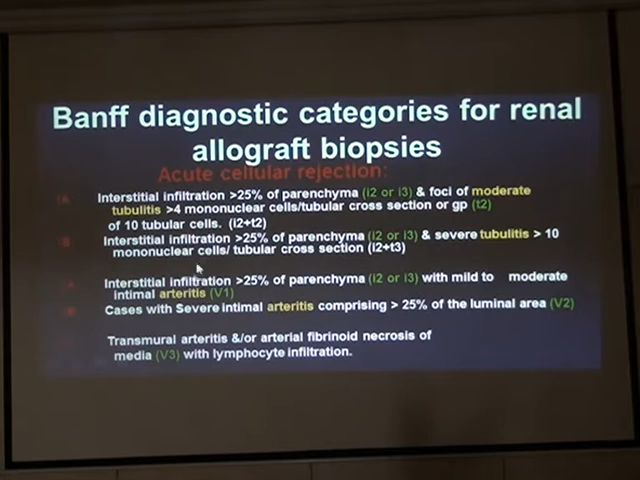 Banff diagnostic categories for renal
allograft biopsies
Acute cellular rejection:
Interstitial infiltration >25% of parenchyma (i2 or i3) & foci of moderate
tubulitis >4 mononuclear cells/tubular cross section or gp (t2)
of 10 tubular cells. (i2+t2)
Interstitial infiltration >25% of parenchyma (i2 or i3) & severe tubulitis > 10
mononuclear cells/ tubular cross section (i2+t3)
Interstitial infiltration >25% of parenchyma (i2 or i3) with mild to moderate
intimal arteritis (V1)
Cases with Severe intimal arteritis comprising > 25% of the luminal area (V2)
Transmural arteritis &/or arterial fibrinoid necrosis of
media (V3) with lymphocyte infiltration.